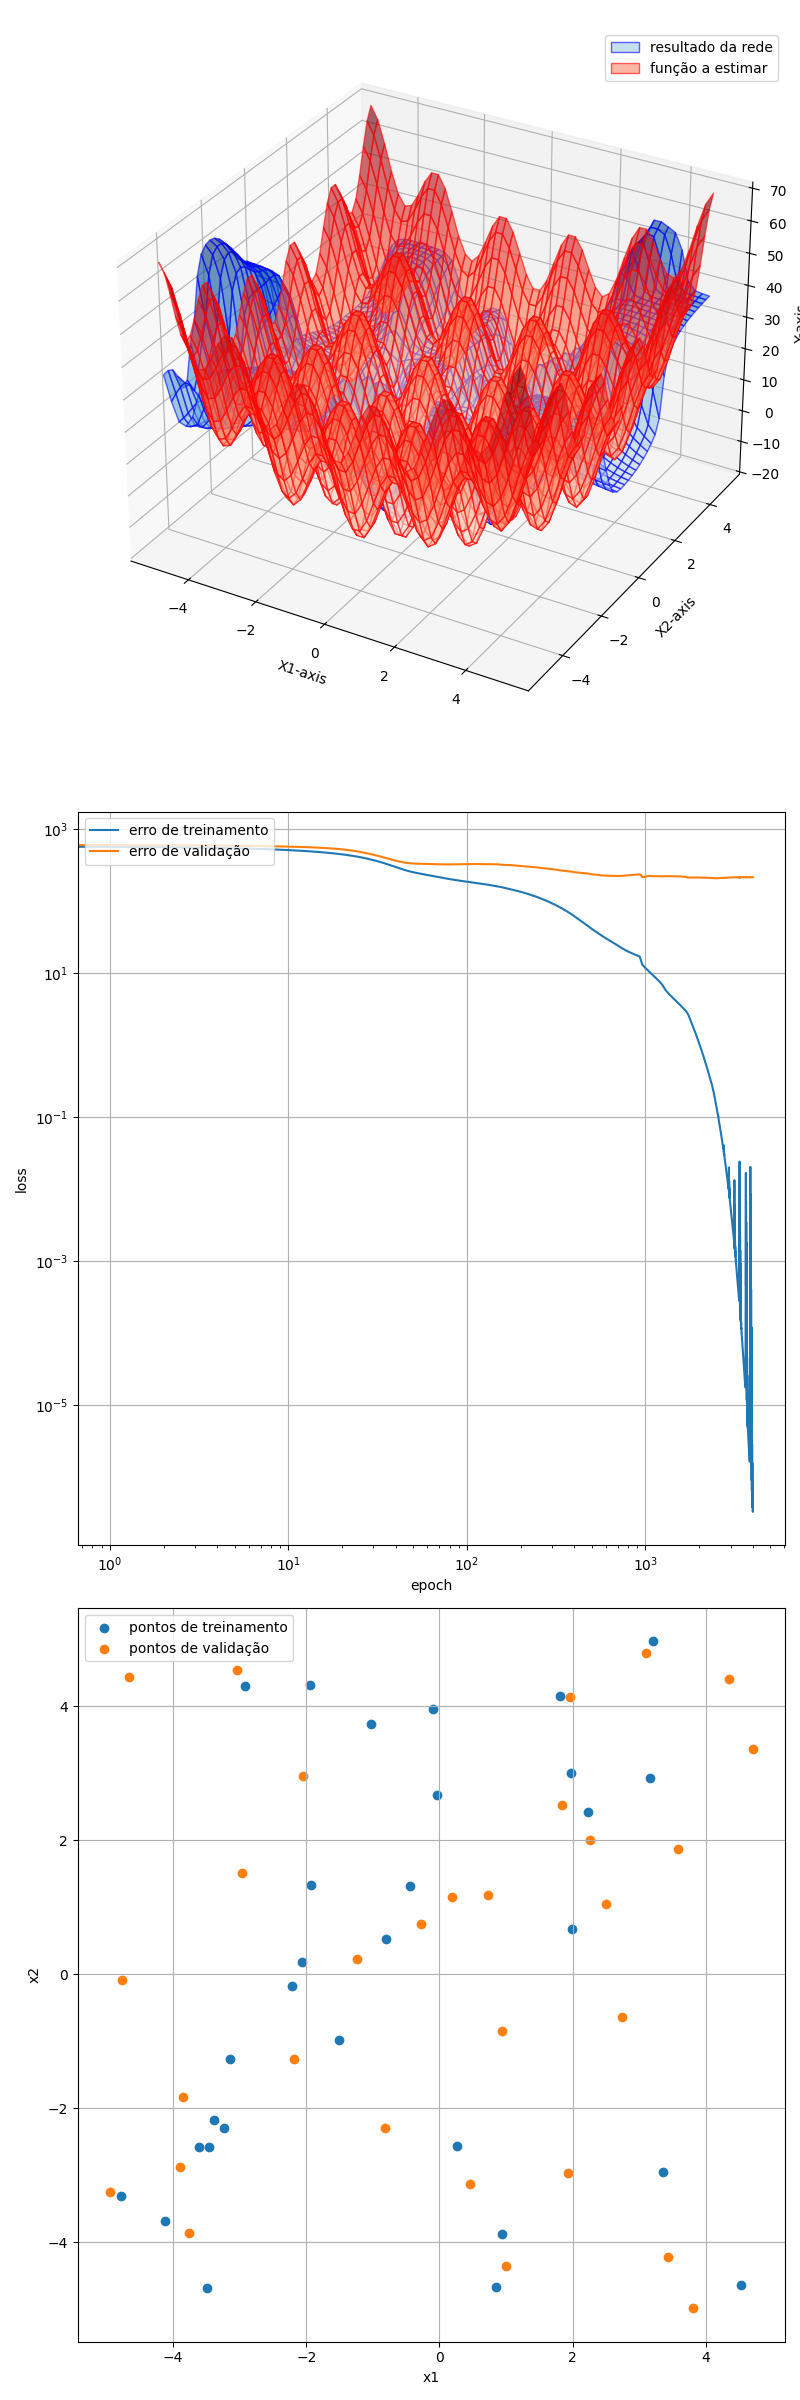 resultado da rede
função a estimar
70
60
50
40
30
20
10
0
−10
−20
4
2
0
−2
−4
X2-axis
−4
−2
0
2
4
X1-axis
erro de treinamento
erro de validação
10³
10¹
10⁻¹
10⁻³
10⁻⁵
loss
10⁰ 10¹ 10² 10³
epoch
pontos de treinamento
pontos de validação
4
2
0
−2
−4
x2
−4 −2 0 2 4
x1